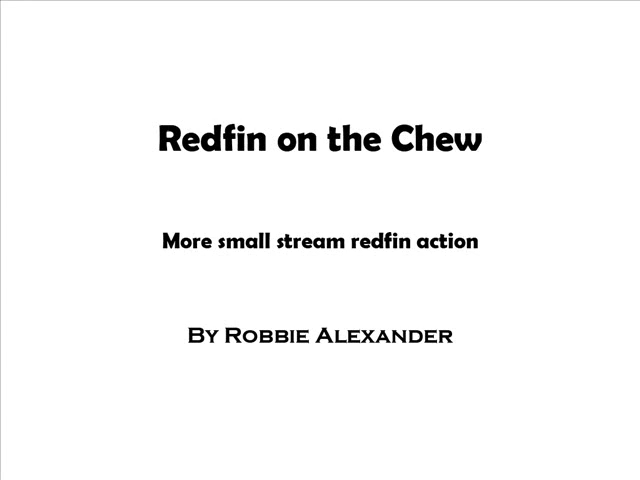 Redfin on the Chew
More small stream redfin action
By Robbie Alexander